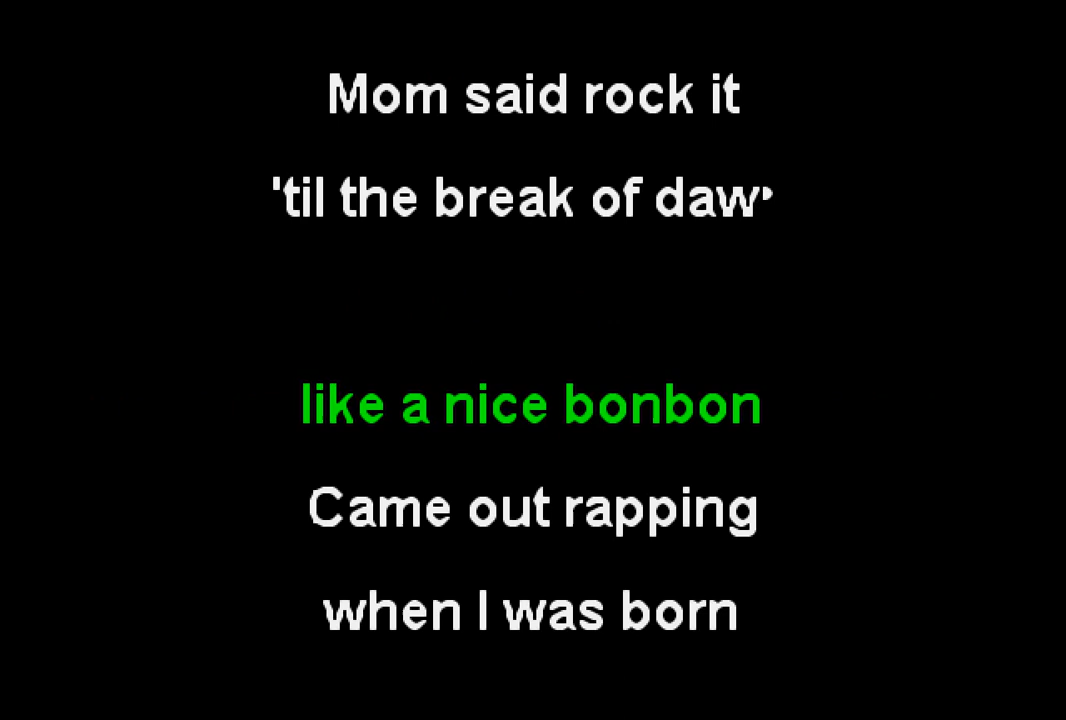 Mom said rock it
'til the break of daw
like a nice bonbon
Came out rapping
when I was born